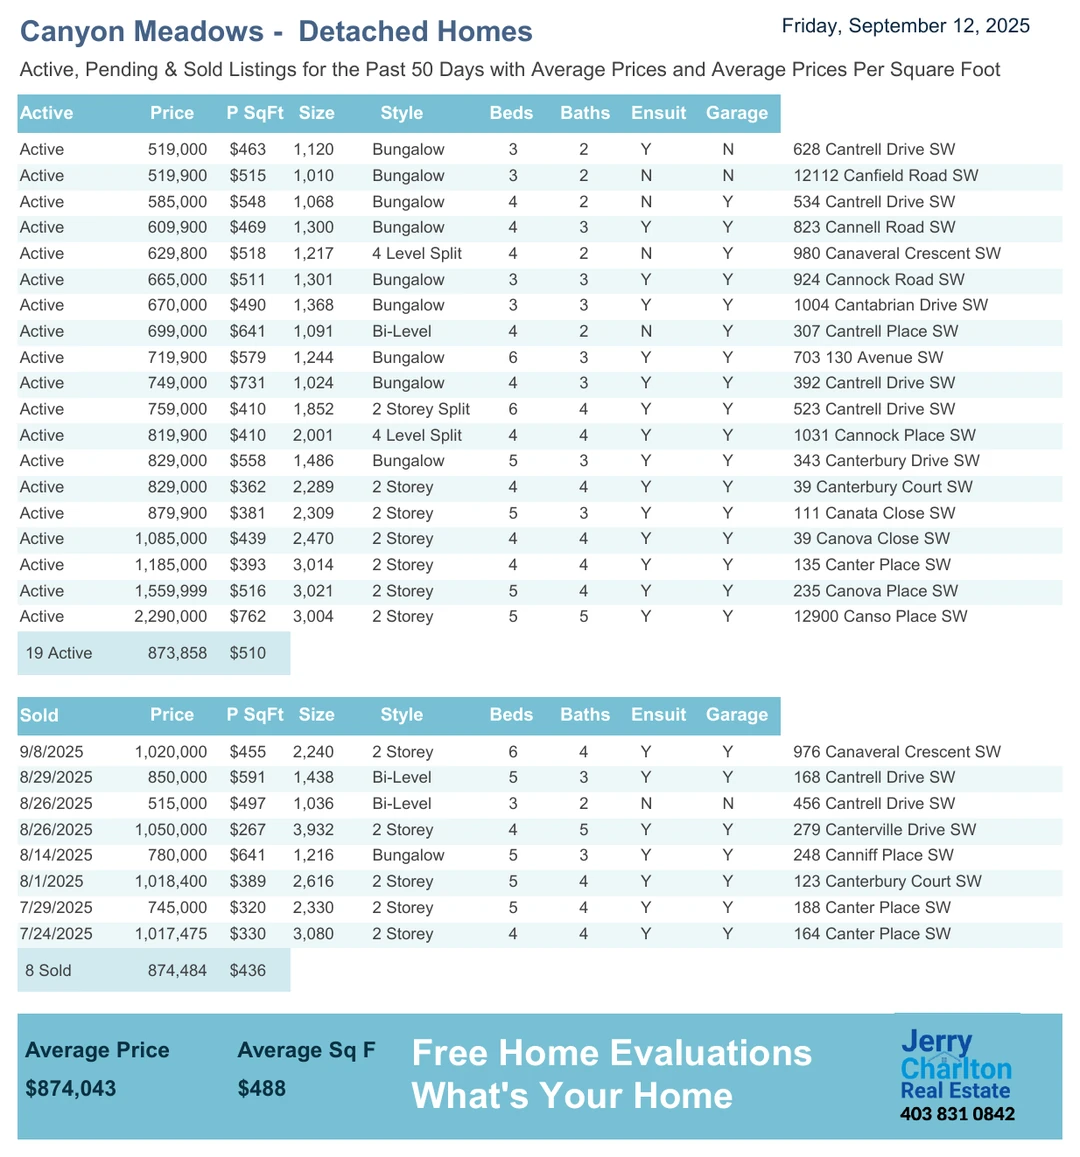 Canyon Meadows -  Detached Homes
Friday, September 12, 2025
Active, Pending & Sold Listings for the Past 50 Days with Average Prices and Average Prices Per Square Foot
Active Price P SqFt Size Style Beds Baths Ensuit Garage
Active 519,000 $463 1,120 Bungalow 3 2 Y N 628 Cantrell Drive SW
Active 519,900 $515 1,010 Bungalow 3 2 N N 12112 Canfield Road SW
Active 585,000 $548 1,068 Bungalow 4 2 N Y 534 Cantrell Drive SW
Active 609,900 $469 1,300 Bungalow 4 3 Y Y 823 Cannell Road SW
Active 629,800 $518 1,217 4 Level Split 4 2 N Y 980 Canaveral Crescent SW
Active 665,000 $511 1,301 Bungalow 3 3 Y Y 924 Cannock Road SW
Active 670,000 $490 1,368 Bungalow 3 3 Y Y 1004 Cantabrian Drive SW
Active 699,000 $641 1,091 Bi-Level 4 2 N Y 307 Cantrell Place SW
Active 719,900 $579 1,244 Bungalow 6 3 Y Y 703 130 Avenue SW
Active 749,000 $731 1,024 Bungalow 4 3 Y Y 392 Cantrell Drive SW
Active 759,000 $410 1,852 2 Storey Split 6 4 Y Y 523 Cantrell Drive SW
Active 819,900 $410 2,001 4 Level Split 4 4 Y Y 1031 Cannock Place SW
Active 829,000 $558 1,486 Bungalow 5 3 Y Y 343 Canterbury Drive SW
Active 829,000 $362 2,289 2 Storey 4 4 Y Y 39 Canterbury Court SW
Active 879,900 $381 2,309 2 Storey 5 3 Y Y 111 Canata Close SW
Active 1,085,000 $439 2,470 2 Storey 4 4 Y Y 39 Canova Close SW
Active 1,185,000 $393 3,014 2 Storey 4 4 Y Y 135 Canter Place SW
Active 1,559,999 $516 3,021 2 Storey 5 4 Y Y 235 Canova Place SW
Active 2,290,000 $762 3,004 2 Storey 5 5 Y Y 12900 Canso Place SW
19 Active 873,858 $510
Sold Price P SqFt Size Style Beds Baths Ensuit Garage
9/8/2025 1,020,000 $455 2,240 2 Storey 6 4 Y Y 976 Canaveral Crescent SW
8/29/2025 850,000 $591 1,438 Bi-Level 5 3 Y Y 168 Cantrell Drive SW
8/26/2025 515,000 $497 1,036 Bi-Level 3 2 N N 456 Cantrell Drive SW
8/26/2025 1,050,000 $267 3,932 2 Storey 4 5 Y Y 279 Canterville Drive SW
8/14/2025 780,000 $641 1,216 Bungalow 5 3 Y Y 248 Canniff Place SW
8/1/2025 1,018,400 $389 2,616 2 Storey 5 4 Y Y 123 Canterbury Court SW
7/29/2025 745,000 $320 2,330 2 Storey 5 4 Y Y 188 Canter Place SW
7/24/2025 1,017,475 $330 3,080 2 Storey 4 4 Y Y 164 Canter Place SW
8 Sold 874,484 $436
Average Price Average Sq F
$874,043 $488
Free Home Evaluations
What's Your Home
Jerry
Charlton
Real Estate
403 831 0842